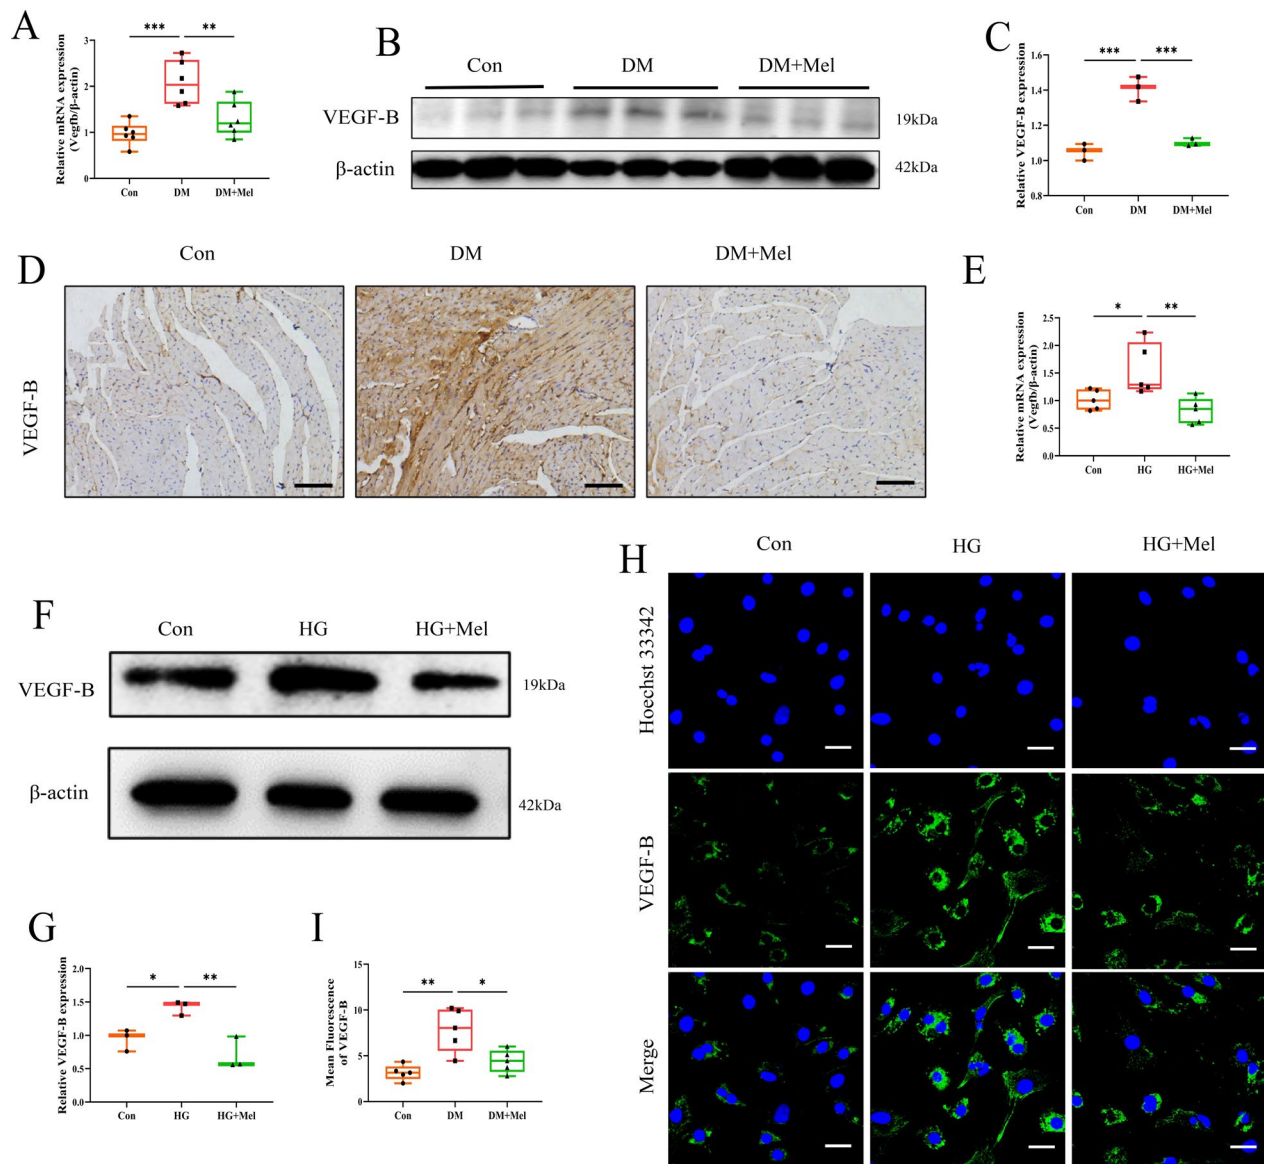 A
Relative mRNA expression
(Vegfb/β-actin)
3
2
1
0
***
**
Con
DM
DM+Mel
B
Con
DM
DM+Mel
VEGF-B
19kDa
β-actin
42kDa
C
Relative VEGF-B expression
1.6
1.4
1.2
1.0
0.8
***
***
Con
DM
DM+Mel
D
Con
DM
DM+Mel
VEGF-B
E
Relative mRNA expression
(Vegfb/β-actin)
2.5
2.0
1.5
1.0
0.5
0.0
*
**
Con
HG
HG+Mel
F
Con
HG
HG+Mel
VEGF-B
19kDa
β-actin
42kDa
G
Relative VEGF-B expression
2.0
1.5
1.0
0.5
0.0
*
**
Con
HG
HG+Mel
H
Con
HG
HG+Mel
Hoechst 33342
VEGF-B
Merge
I
Mean Fluorescence
of VEGF-B
15
10
5
0
**
*
Con
DM
DM+Mel